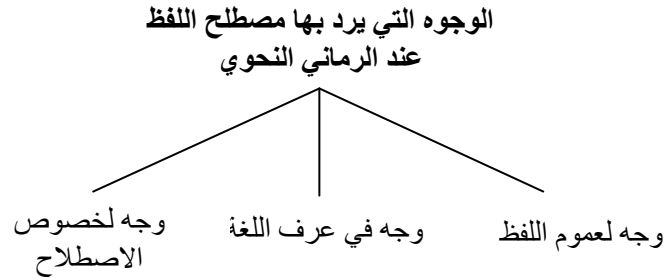 الوجوه التي يرد بها مصطلح اللفظ
عند الرماني النحوي
وجه لعموم اللفظ
وجه في عرف اللغة
وجه لخصوص
الاصطلاح